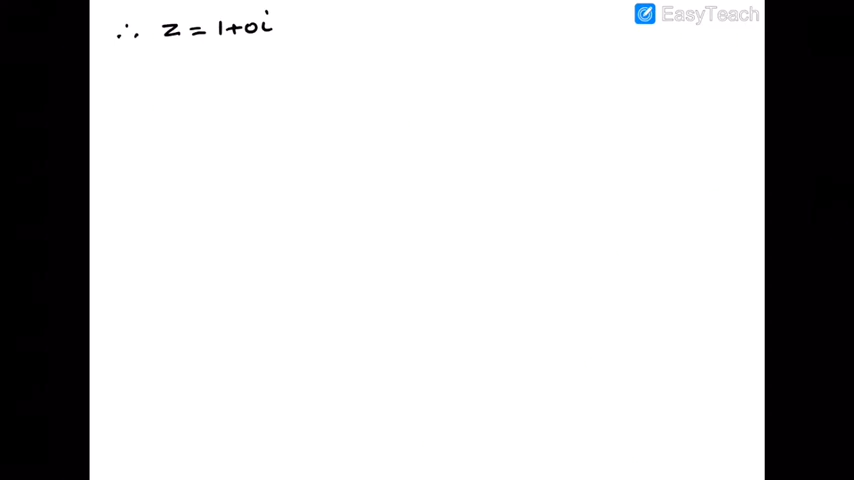 ∴ z = 1+0i
EasyTeach